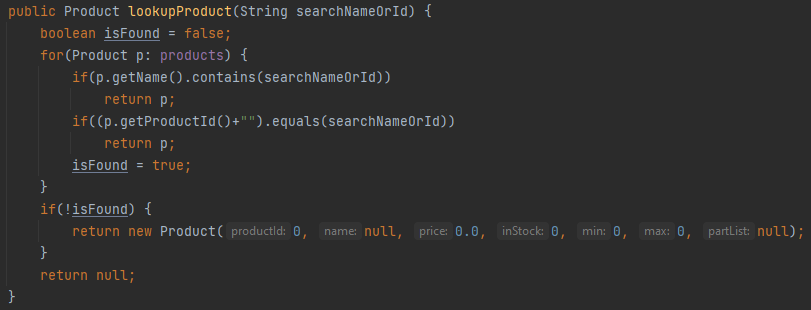 public Product lookupProduct(String searchNameOrId) {
    boolean isFound = false;
    for(Product p: products) {
        if(p.getName().contains(searchNameOrId))
            return p;
        if((p.getProductId()+"").equals(searchNameOrId))
            return p;
        isFound = true;
    }
    if(!isFound) {
        return new Product( productId: 0, name: null, price: 0.0, inStock: 0, min: 0, max: 0, partList: null);
    }
    return null;
}